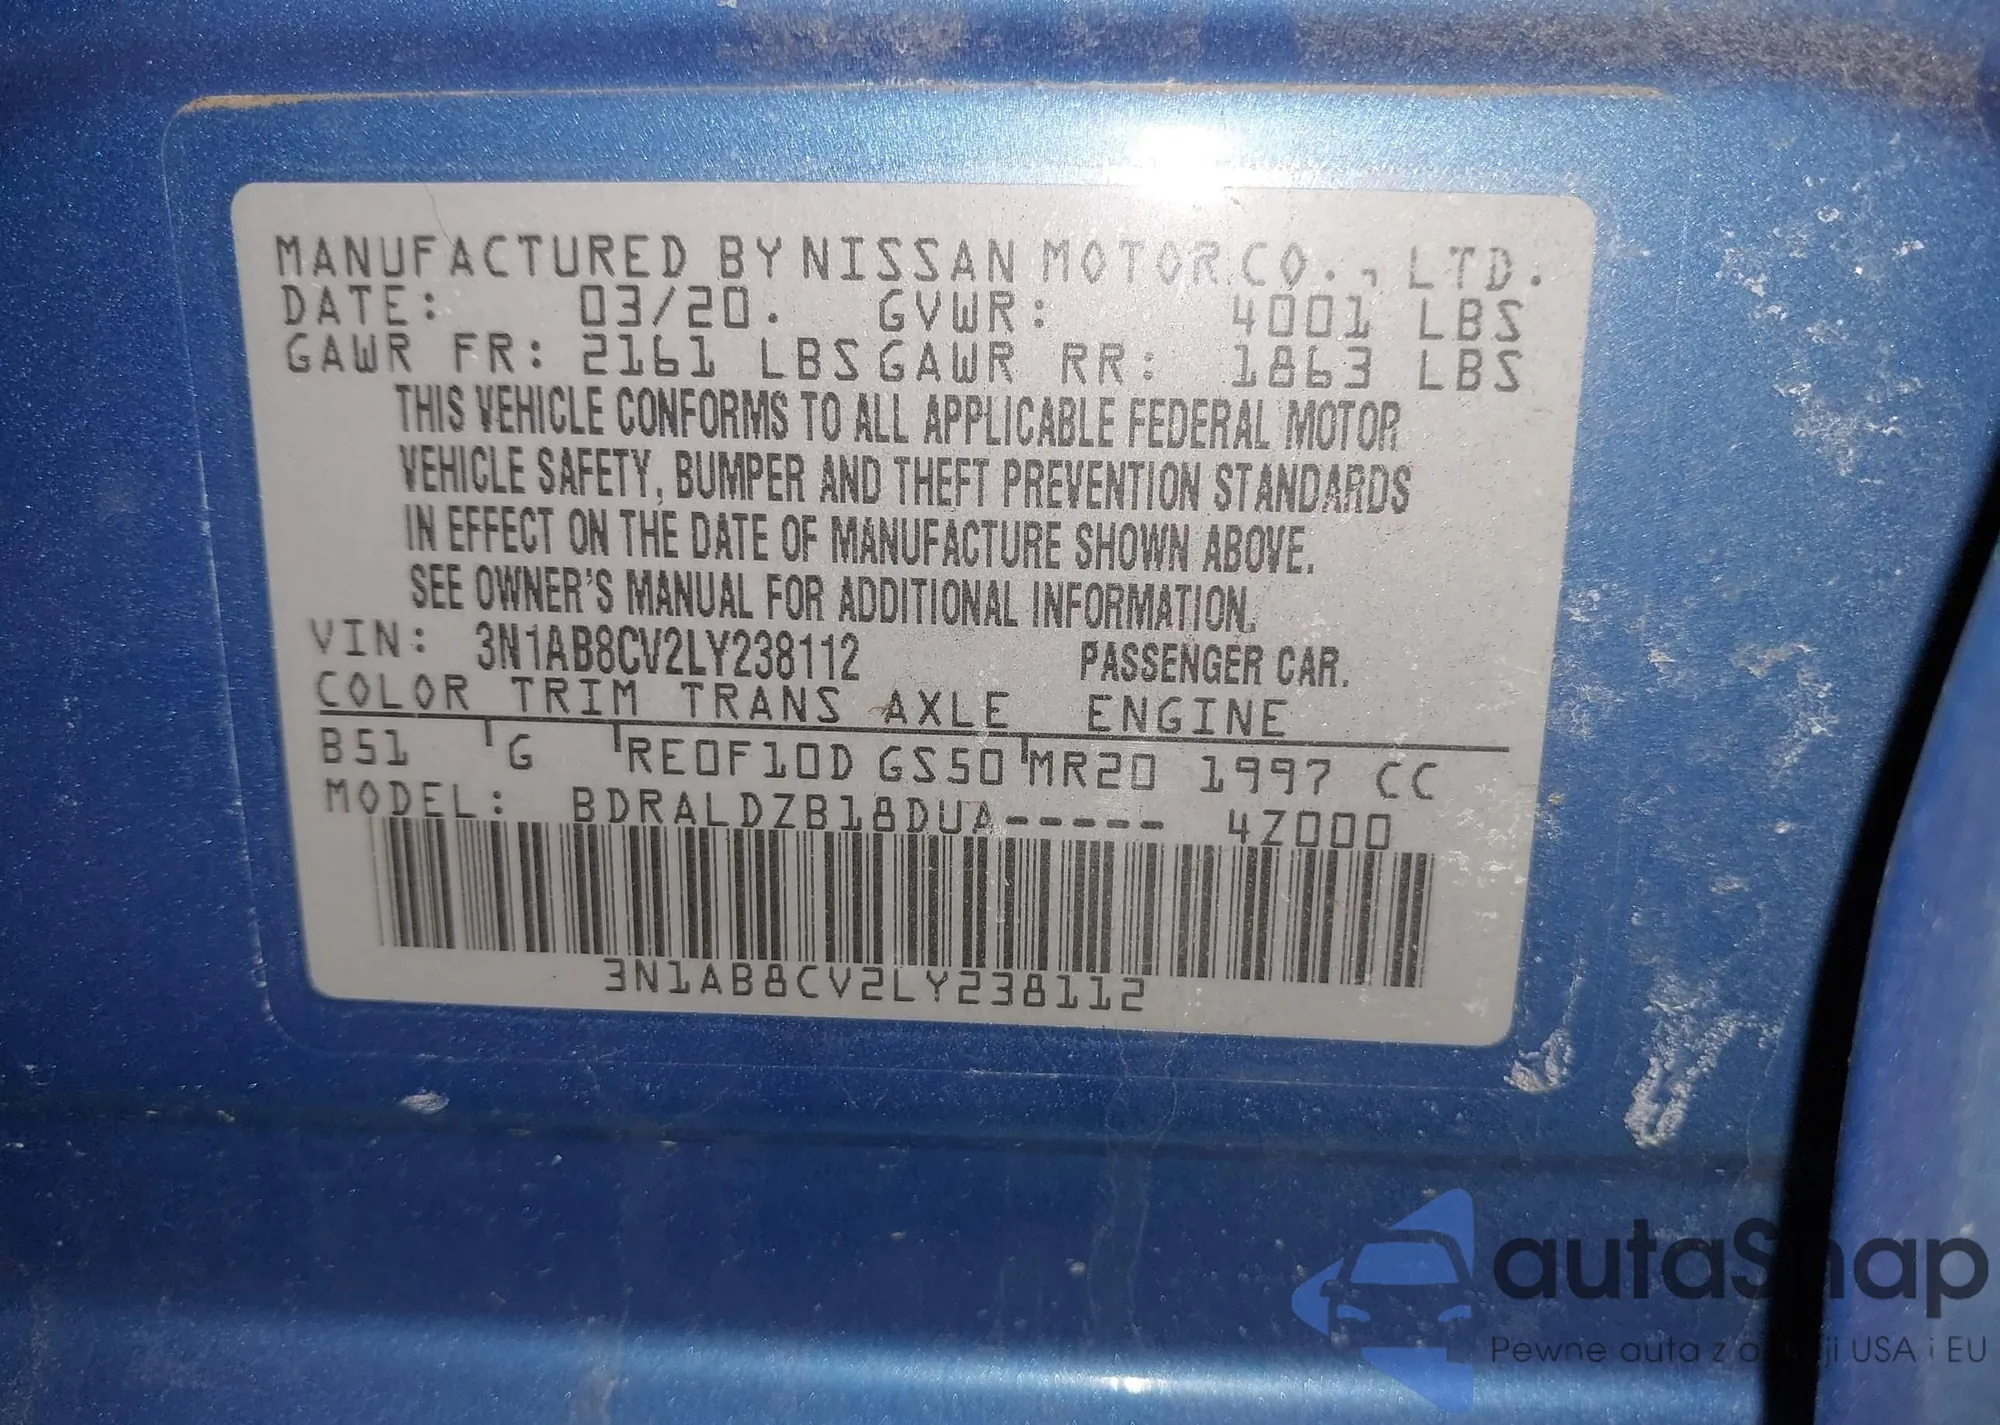 MANUFACTURED BY NISSAN MOTOR CO., LTD.
DATE: 03/20. GVWR: 4001 LBS
GAWR FR: 2161 LBS GAWR RR: 1863 LBS
THIS VEHICLE CONFORMS TO ALL APPLICABLE FEDERAL MOTOR
VEHICLE SAFETY, BUMPER AND THEFT PREVENTION STANDARDS
IN EFFECT ON THE DATE OF MANUFACTURE SHOWN ABOVE.
SEE OWNER'S MANUAL FOR ADDITIONAL INFORMATION.
VIN: 3N1AB8CV2LY238112 PASSENGER CAR.
COLOR TRIM TRANS AXLE ENGINE
B51 G RE0F10D GS50 MR20 1997 CC
MODEL: BDRALDZB18DUA----- 4Z000
3N1AB8CV2LY238112
autaSnap
Pewne auta z USA i EU